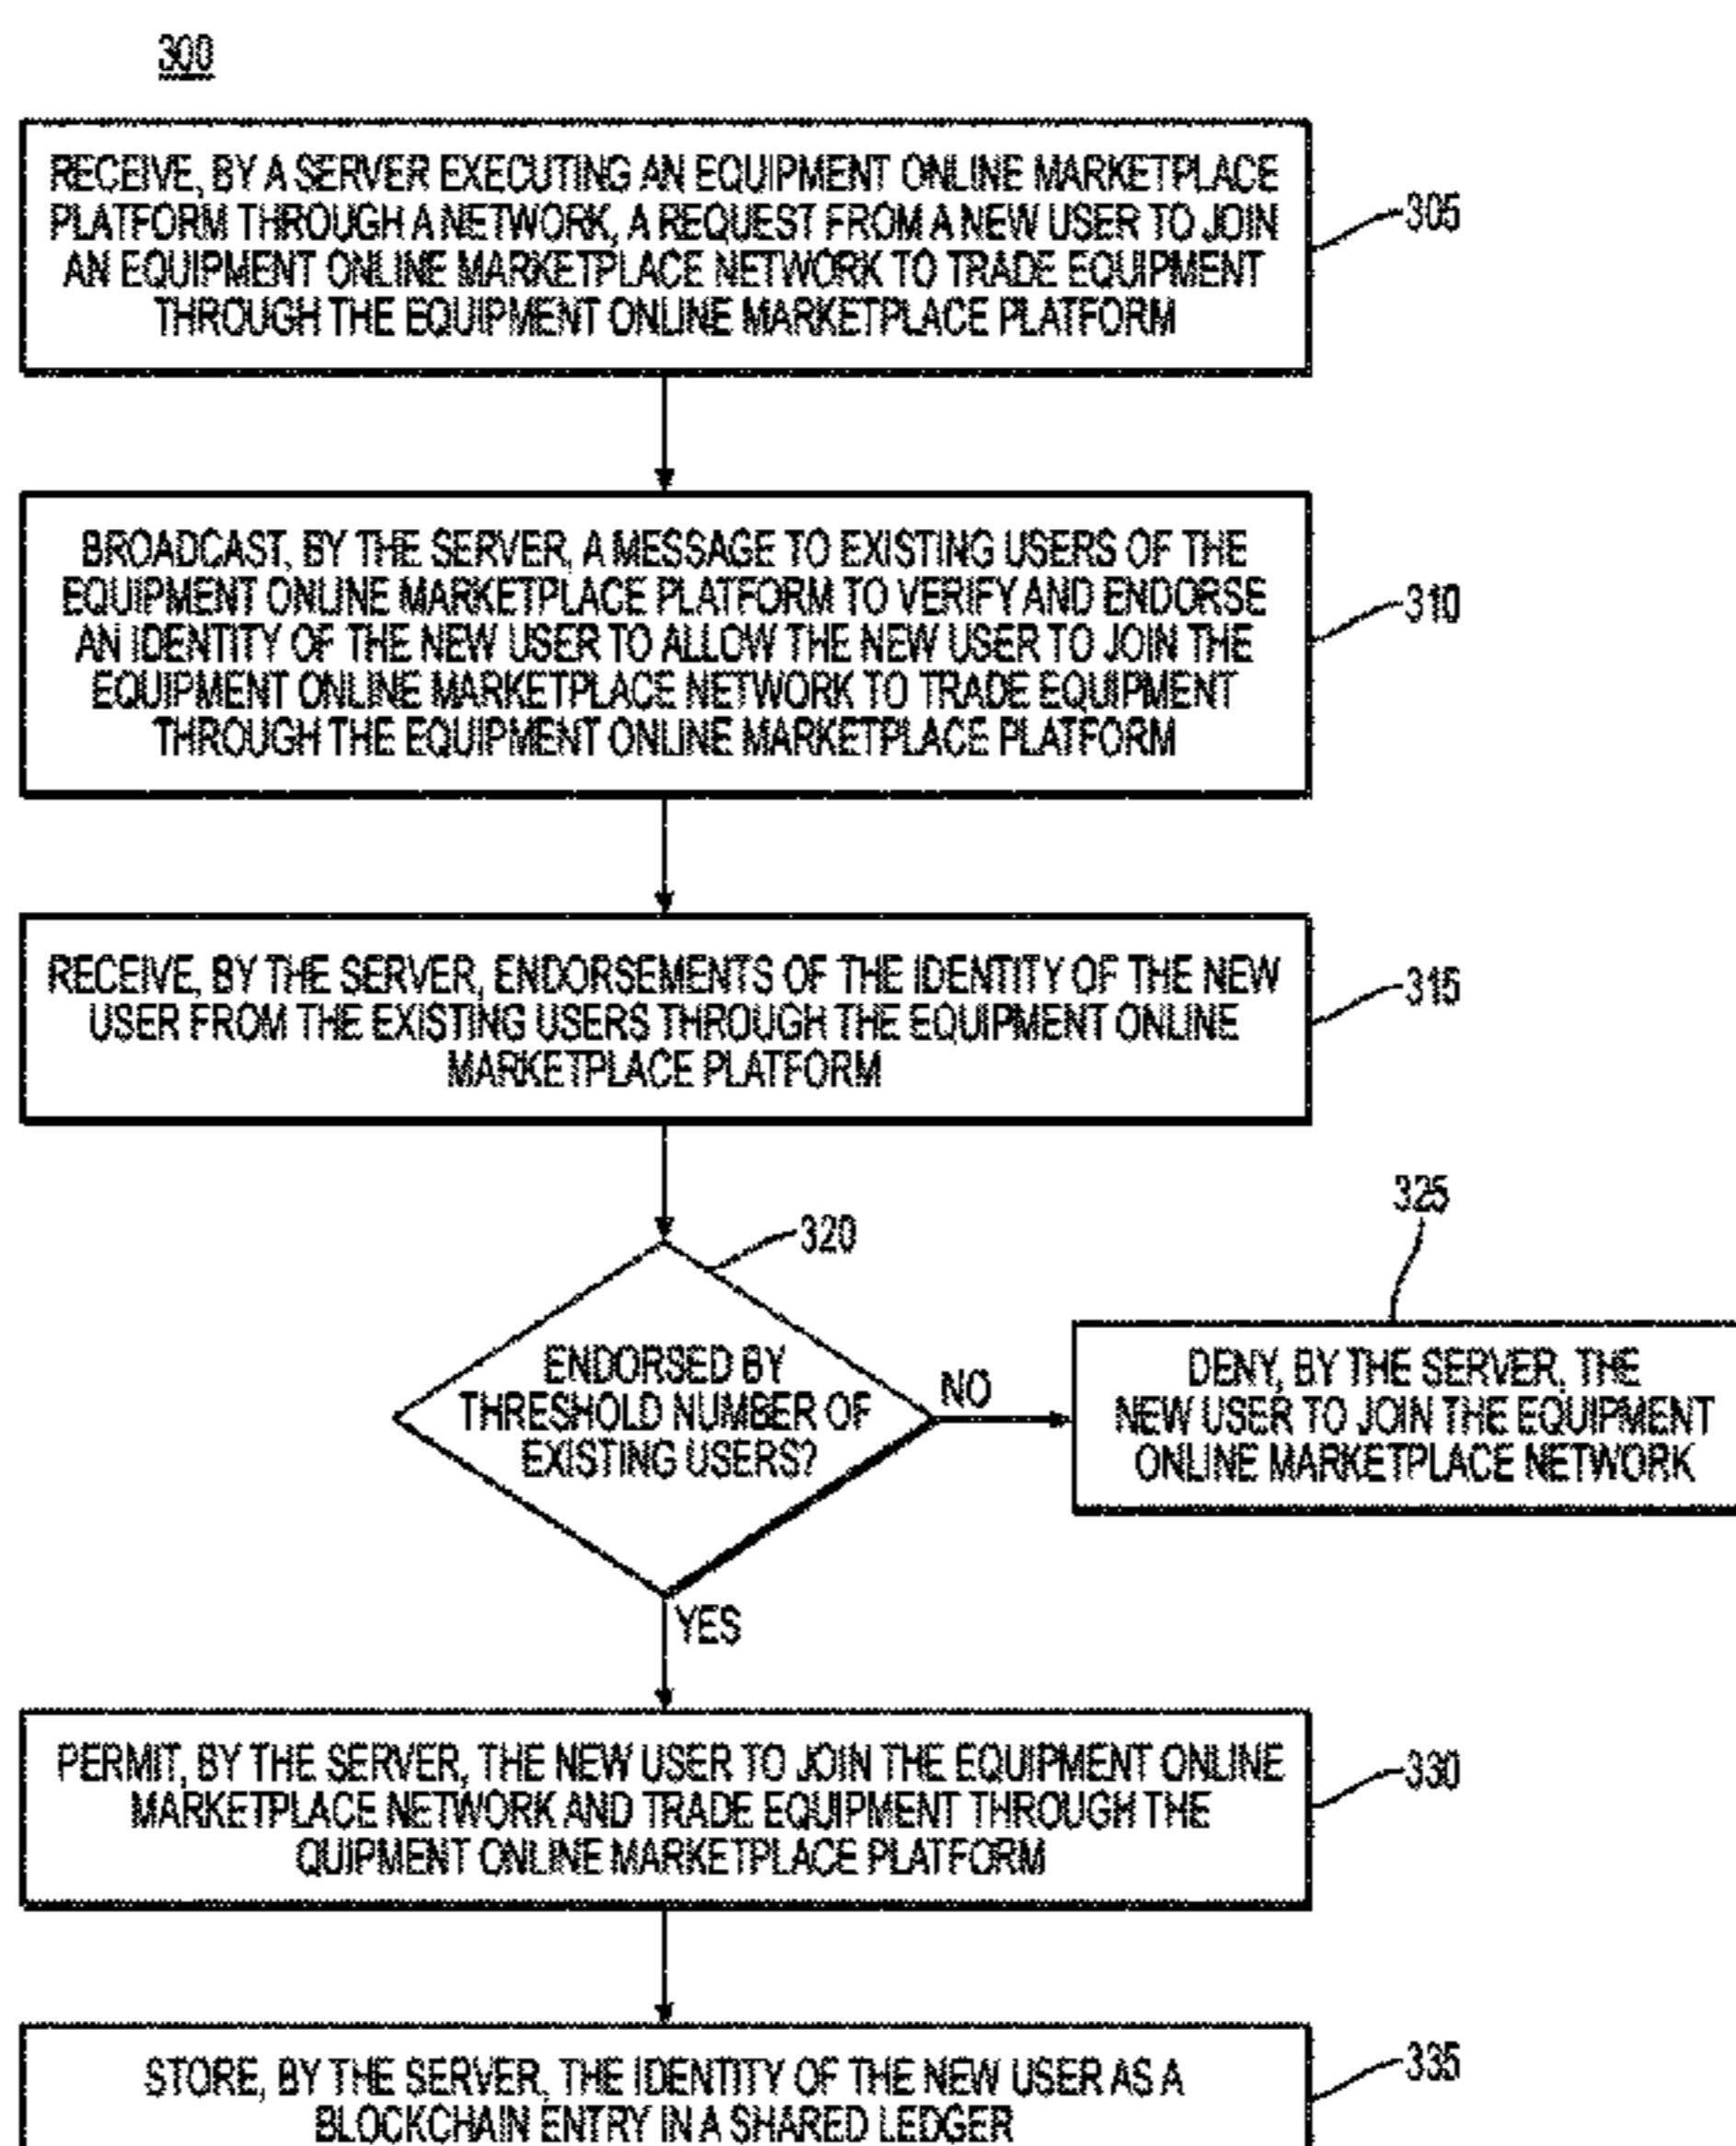 300
RECEIVE, BY A SERVER EXECUTING AN EQUIPMENT ONLINE MARKETPLACE
PLATFORM THROUGH A NETWORK, A REQUEST FROM A NEW USER TO JOIN
AN EQUIPMENT ONLINE MARKETPLACE NETWORK TO TRADE EQUIPMENT
THROUGH THE EQUIPMENT ONLINE MARKETPLACE PLATFORM
305
BROADCAST, BY THE SERVER, A MESSAGE TO EXISTING USERS OF THE
EQUIPMENT ONLINE MARKETPLACE PLATFORM TO VERIFY AND ENDORSE
AN IDENTITY OF THE NEW USER TO ALLOW THE NEW USER TO JOIN THE
EQUIPMENT ONLINE MARKETPLACE NETWORK TO TRADE EQUIPMENT
THROUGH THE EQUIPMENT ONLINE MARKETPLACE PLATFORM
310
RECEIVE, BY THE SERVER, ENDORSEMENTS OF THE IDENTITY OF THE NEW
USER FROM THE EXISTING USERS THROUGH THE EQUIPMENT ONLINE
MARKETPLACE PLATFORM
315
320
ENDORSED BY
THRESHOLD NUMBER OF
EXISTING USERS?
NO
325
DENY, BY THE SERVER, THE
NEW USER TO JOIN THE EQUIPMENT
ONLINE MARKETPLACE NETWORK
YES
PERMIT, BY THE SERVER, THE NEW USER TO JOIN THE EQUIPMENT ONLINE
MARKETPLACE NETWORK AND TRADE EQUIPMENT THROUGH THE
QUIPMENT ONLINE MARKETPLACE PLATFORM
330
STORE, BY THE SERVER, THE IDENTITY OF THE NEW USER AS A
BLOCKCHAIN ENTRY IN A SHARED LEDGER
335